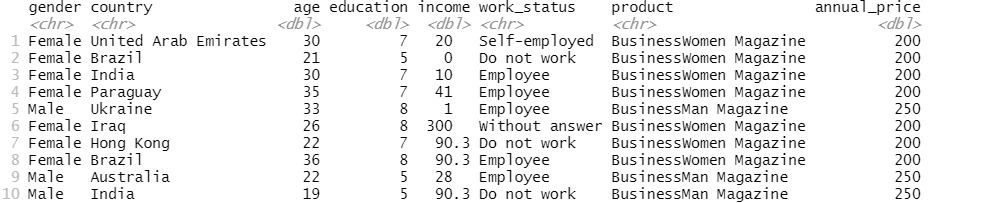 gender country age education income work_status product annual_price
<chr> <chr> <dbl> <dbl> <dbl> <chr> <chr> <dbl>
1 Female United Arab Emirates 30 7 20 Self-employed BusinessWomen Magazine 200
2 Female Brazil 21 5 0 Do not work BusinessWomen Magazine 200
3 Female India 30 7 10 Employee BusinessWomen Magazine 200
4 Female Paraguay 35 7 41 Employee BusinessWomen Magazine 200
5 Male Ukraine 33 8 1 Employee BusinessMan Magazine 250
6 Female Iraq 26 8 300 Without answer BusinessWomen Magazine 200
7 Female Hong Kong 22 7 90.3 Do not work BusinessWomen Magazine 200
8 Female Brazil 36 8 90.3 Employee BusinessWomen Magazine 200
9 Male Australia 22 5 28 Employee BusinessMan Magazine 250
10 Male India 19 5 90.3 Do not work BusinessMan Magazine 250